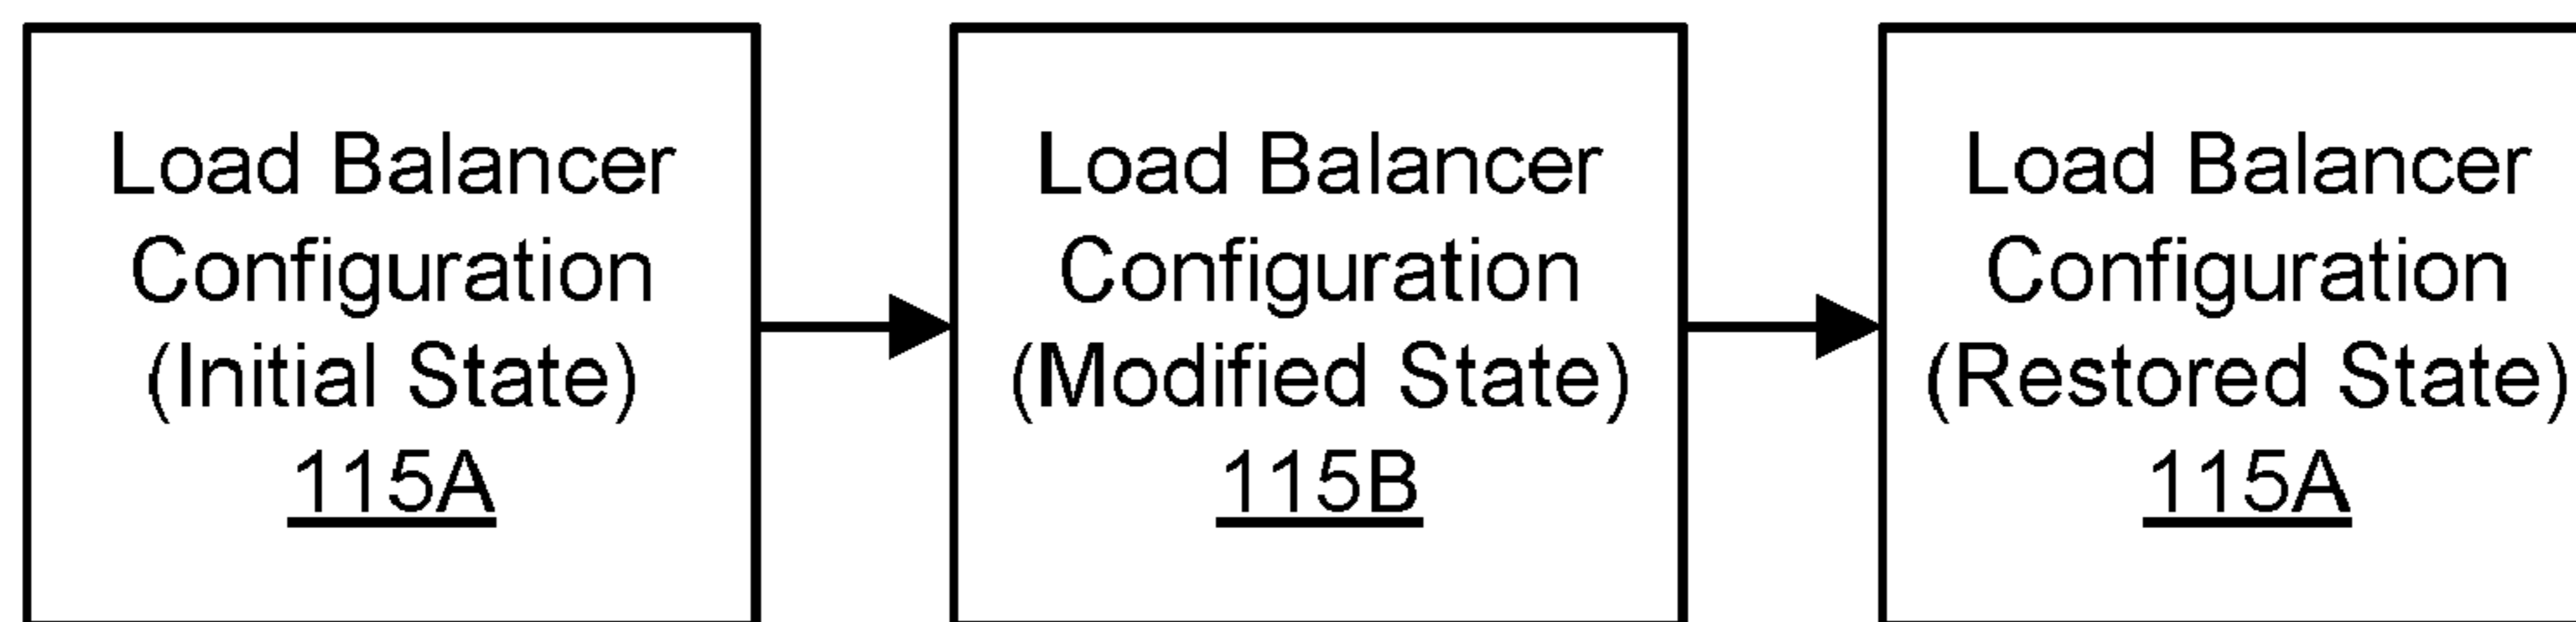 Load Balancer
Configuration
(Initial State)
115A
Load Balancer
Configuration
(Modified State)
115B
Load Balancer
Configuration
(Restored State)
115A